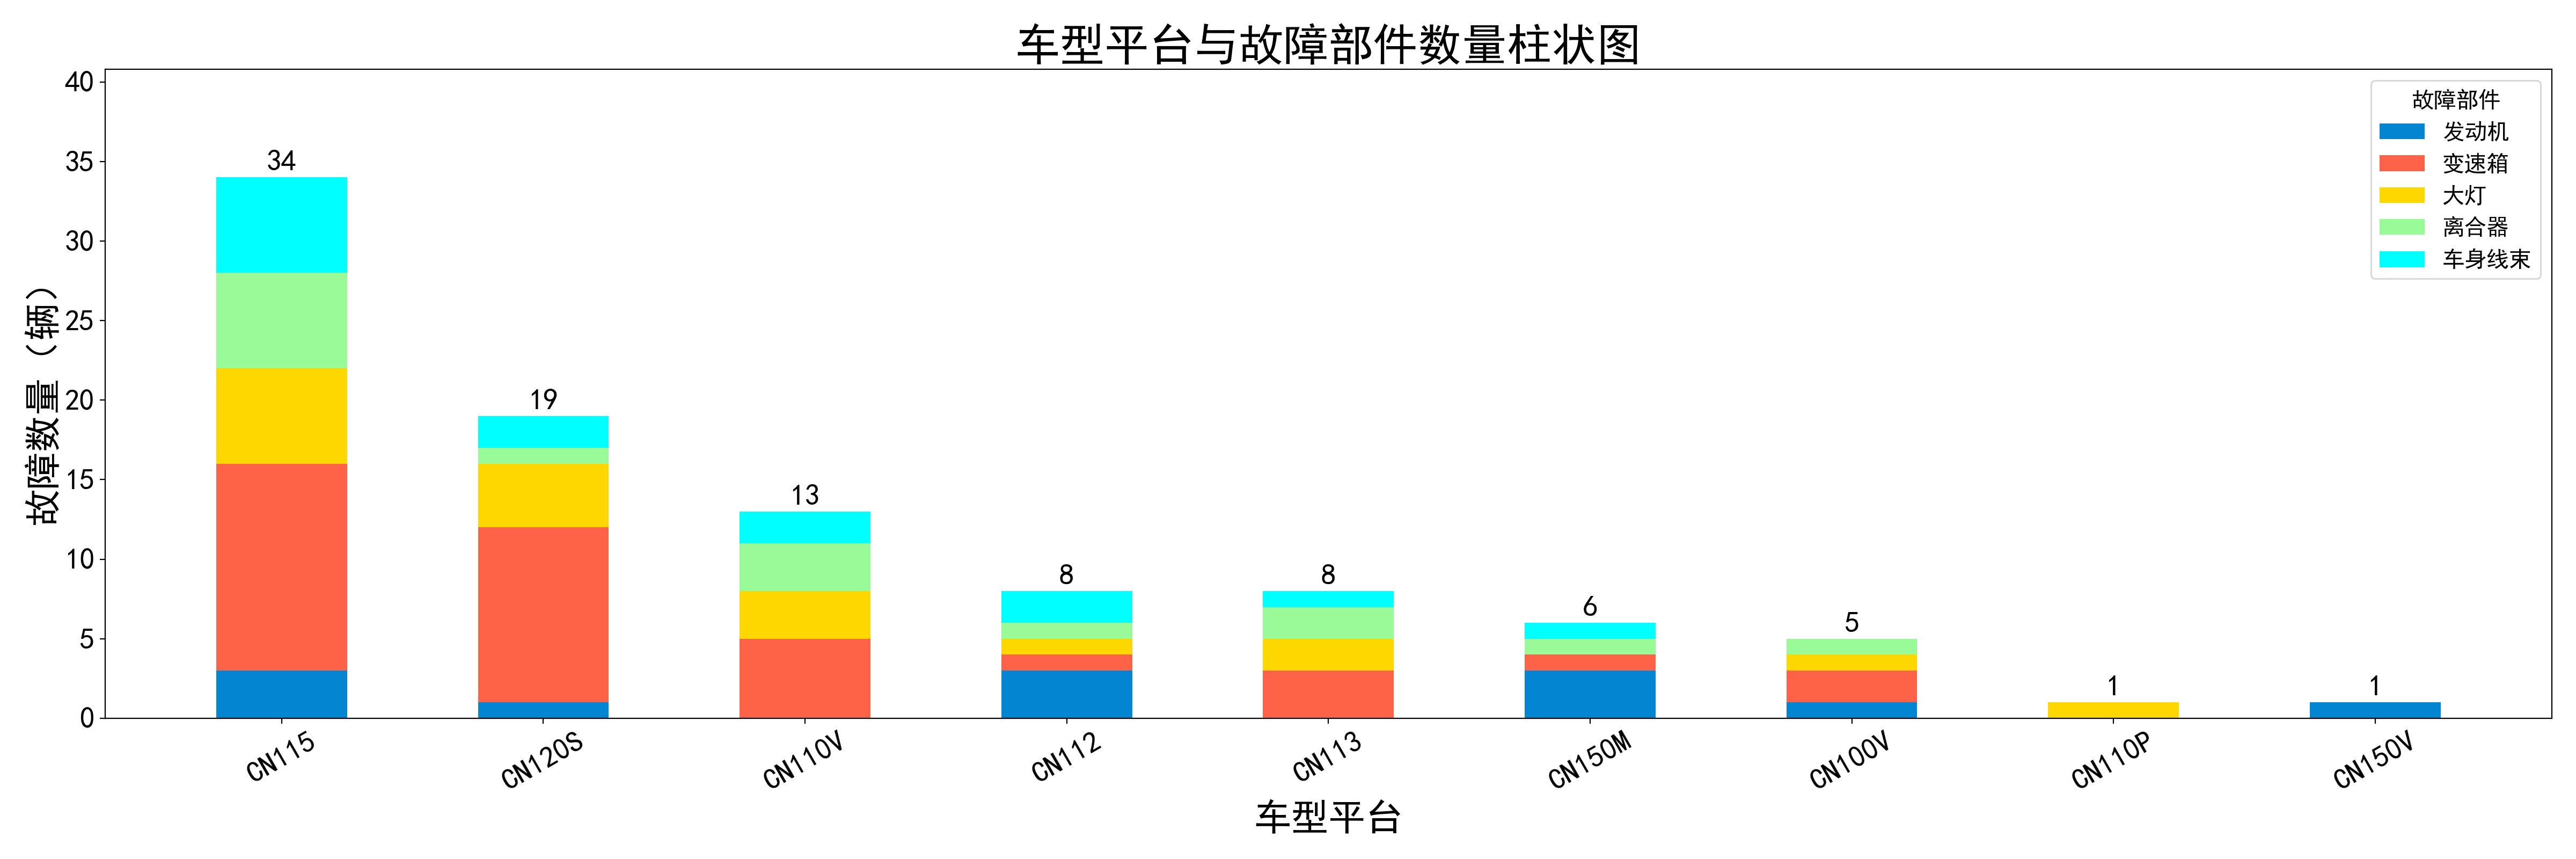 车型平台与故障部件数量柱状图
故障数量（辆）
40
35
30
25
20
15
10
5
0
34
19
13
8
8
6
5
1
1
故障部件
发动机
变速箱
大灯
离合器
车身线束
CN115
CN120S
CN110V
CN112
CN113
CN150M
CN100V
CN110P
CN150V
车型平台